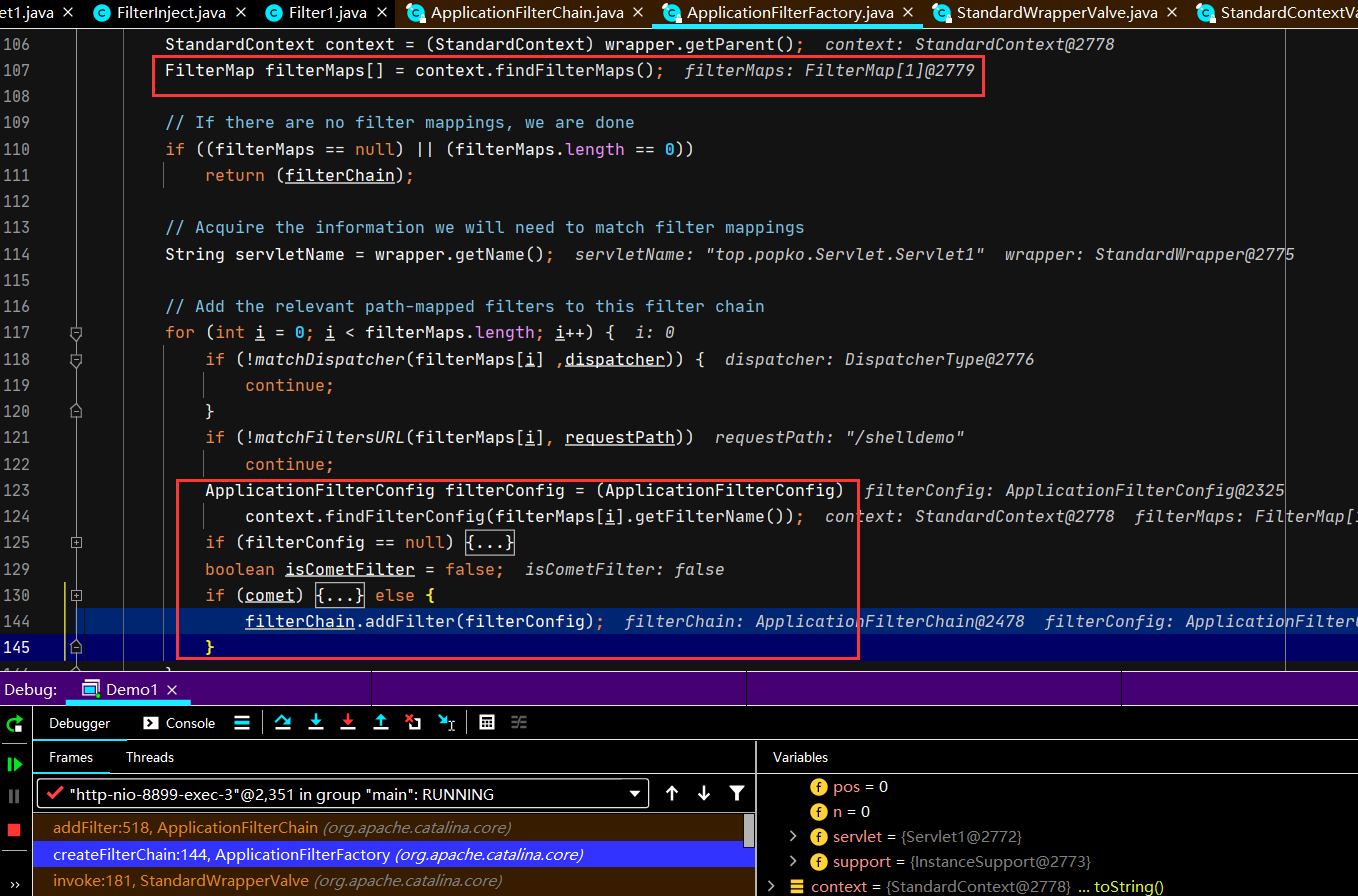 et1.java × FilterInject.java × Filter1.java × ApplicationFilterChain.java × ApplicationFilterFactory.java × StandardWrapperValve.java × StandardContextVa
106 StandardContext context = (StandardContext) wrapper.getParent(); context: StandardContext@2778
107 FilterMap filterMaps[] = context.findFilterMaps(); filterMaps: FilterMap[1]@2779
108
109 // If there are no filter mappings, we are done
110 if ((filterMaps == null) || (filterMaps.length == 0))
111 return (filterChain);
112
113 // Acquire the information we will need to match filter mappings
114 String servletName = wrapper.getName(); servletName: "top.popko.Servlet.Servlet1" wrapper: StandardWrapper@2775
115
116 // Add the relevant path-mapped filters to this filter chain
117 for (int i = 0; i < filterMaps.length; i++) { i: 0
118 if (!matchDispatcher(filterMaps[i] ,dispatcher)) { dispatcher: DispatcherType@2776
119 continue;
120 }
121 if (!matchFiltersURL(filterMaps[i], requestPath)) requestPath: "/shelldemo"
122 continue;
123 ApplicationFilterConfig filterConfig = (ApplicationFilterConfig) filterConfig: ApplicationFilterConfig@2325
124 context.findFilterConfig(filterMaps[i].getFilterName()); context: StandardContext@2778 filterMaps: FilterMap[1
125 if (filterConfig == null) {...}
129 boolean isCometFilter = false; isCometFilter: false
130 if (comet) {...} else {
144 filterChain.addFilter(filterConfig); filterChain: ApplicationFilterChain@2478 filterConfig: ApplicationFilterC
145 }
Debug: Demo1 ×
Debugger Console
Frames Threads
"http-nio-8899-exec-3"@2,351 in group "main": RUNNING
addFilter:518, ApplicationFilterChain (org.apache.catalina.core)
createFilterChain:144, ApplicationFilterFactory (org.apache.catalina.core)
invoke:181, StandardWrapperValve (org.apache.catalina.core)
Variables
pos = 0
n = 0
servlet = {Servlet1@2772}
support = {InstanceSupport@2773}
context = {StandardContext@2778} ... toString()